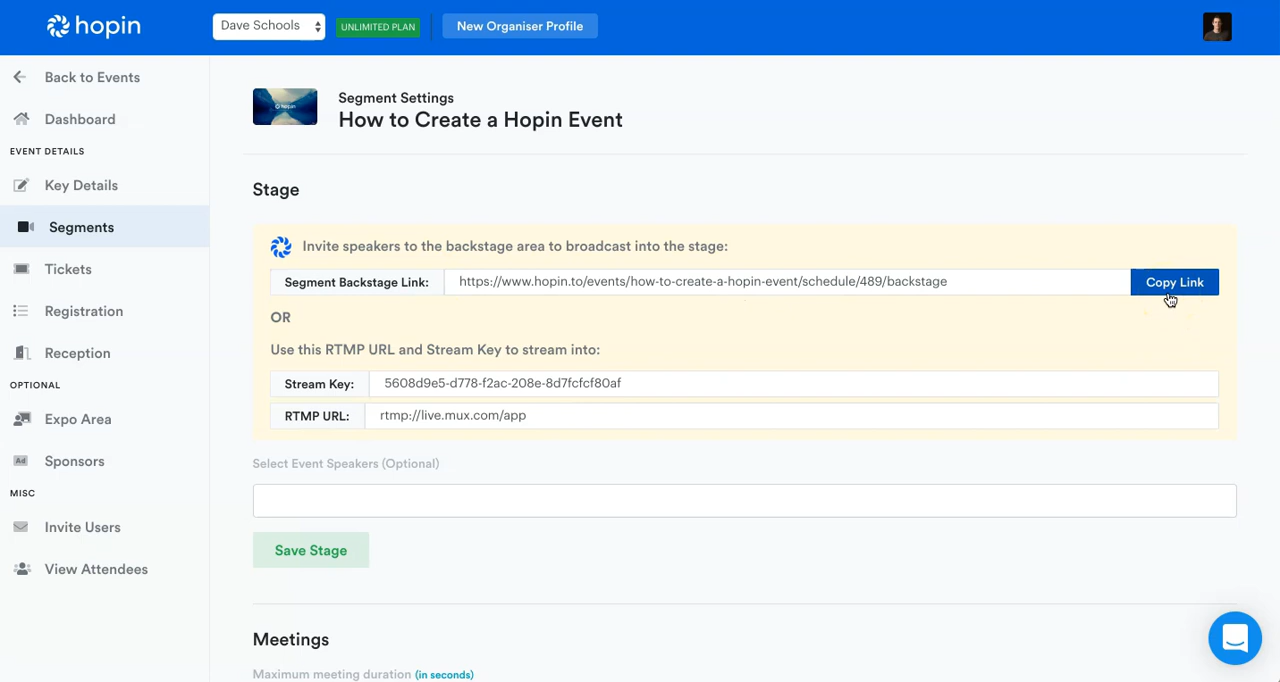 hopin
Dave Schools
UNLIMITED PLAN
New Organiser Profile
Back to Events
Dashboard
EVENT DETAILS
Key Details
Segments
Tickets
Registration
Reception
OPTIONAL
Expo Area
Ad
Sponsors
MISC
Invite Users
View Attendees
hopin
Segment Settings
How to Create a Hopin Event
Stage
Invite speakers to the backstage area to broadcast into the stage:
Segment Backstage Link: https://www.hopin.to/events/how-to-create-a-hopin-event/schedule/489/backstage Copy Link
OR
Use this RTMP URL and Stream Key to stream into:
Stream Key: 5608d9e5-d778-f2ac-208e-8d7fcfcf80af
RTMP URL: rtmp://live.mux.com/app
Select Event Speakers (Optional)
Save Stage
Meetings
Maximum meeting duration (in seconds)